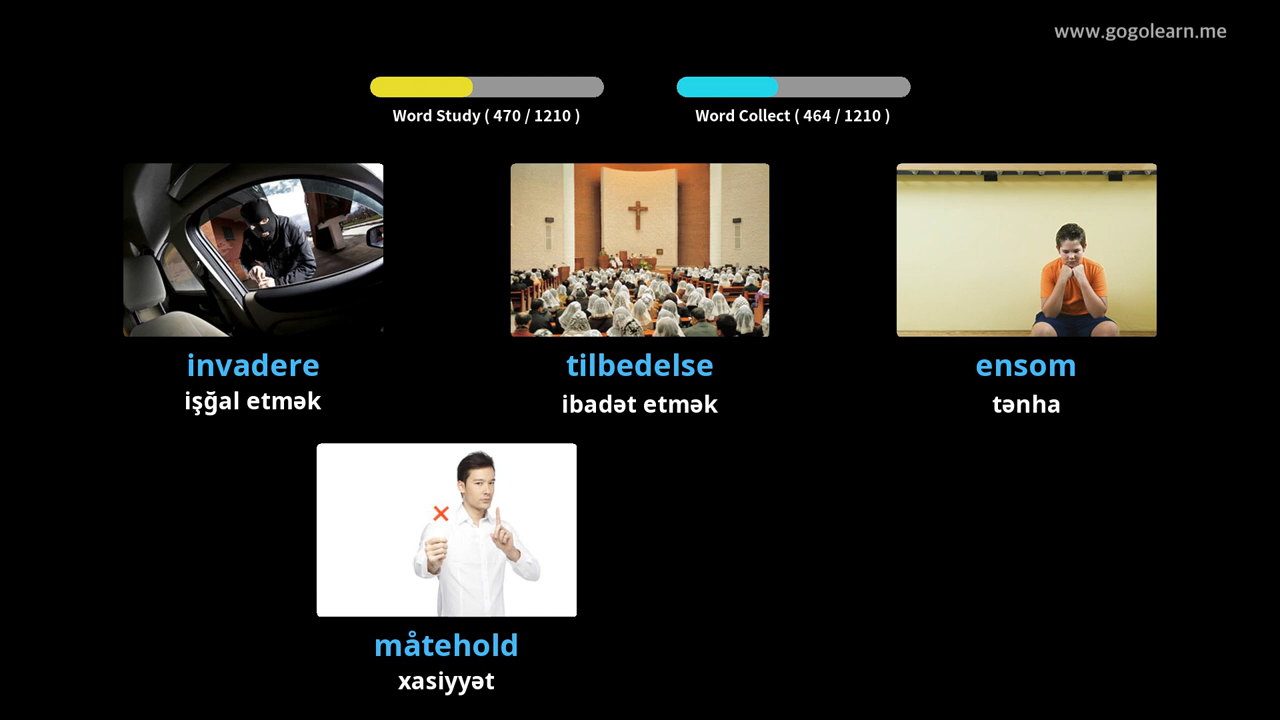 www.gogolearn.me
Word Study ( 470 / 1210 )
Word Collect ( 464 / 1210 )
invadere
işğal etmək
tilbedelse
ibadət etmək
ensom
tənha
måtehold
xasiyyət